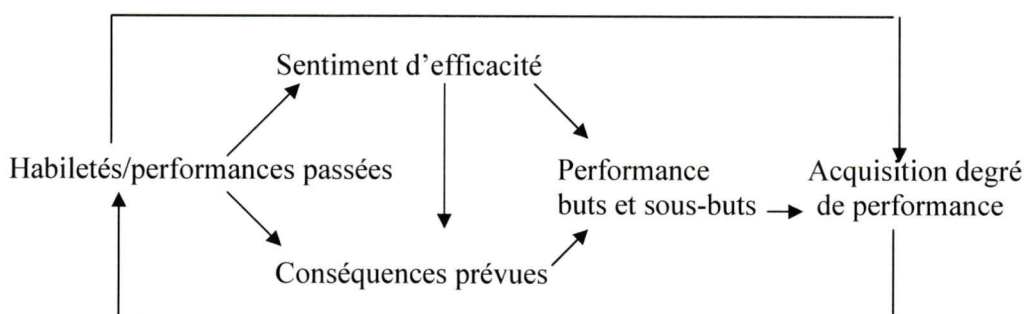 Sentiment d'efficacité
Habiletés/performances passées
Performance
buts et sous-buts
Acquisition degré
de performance
Conséquences prévues